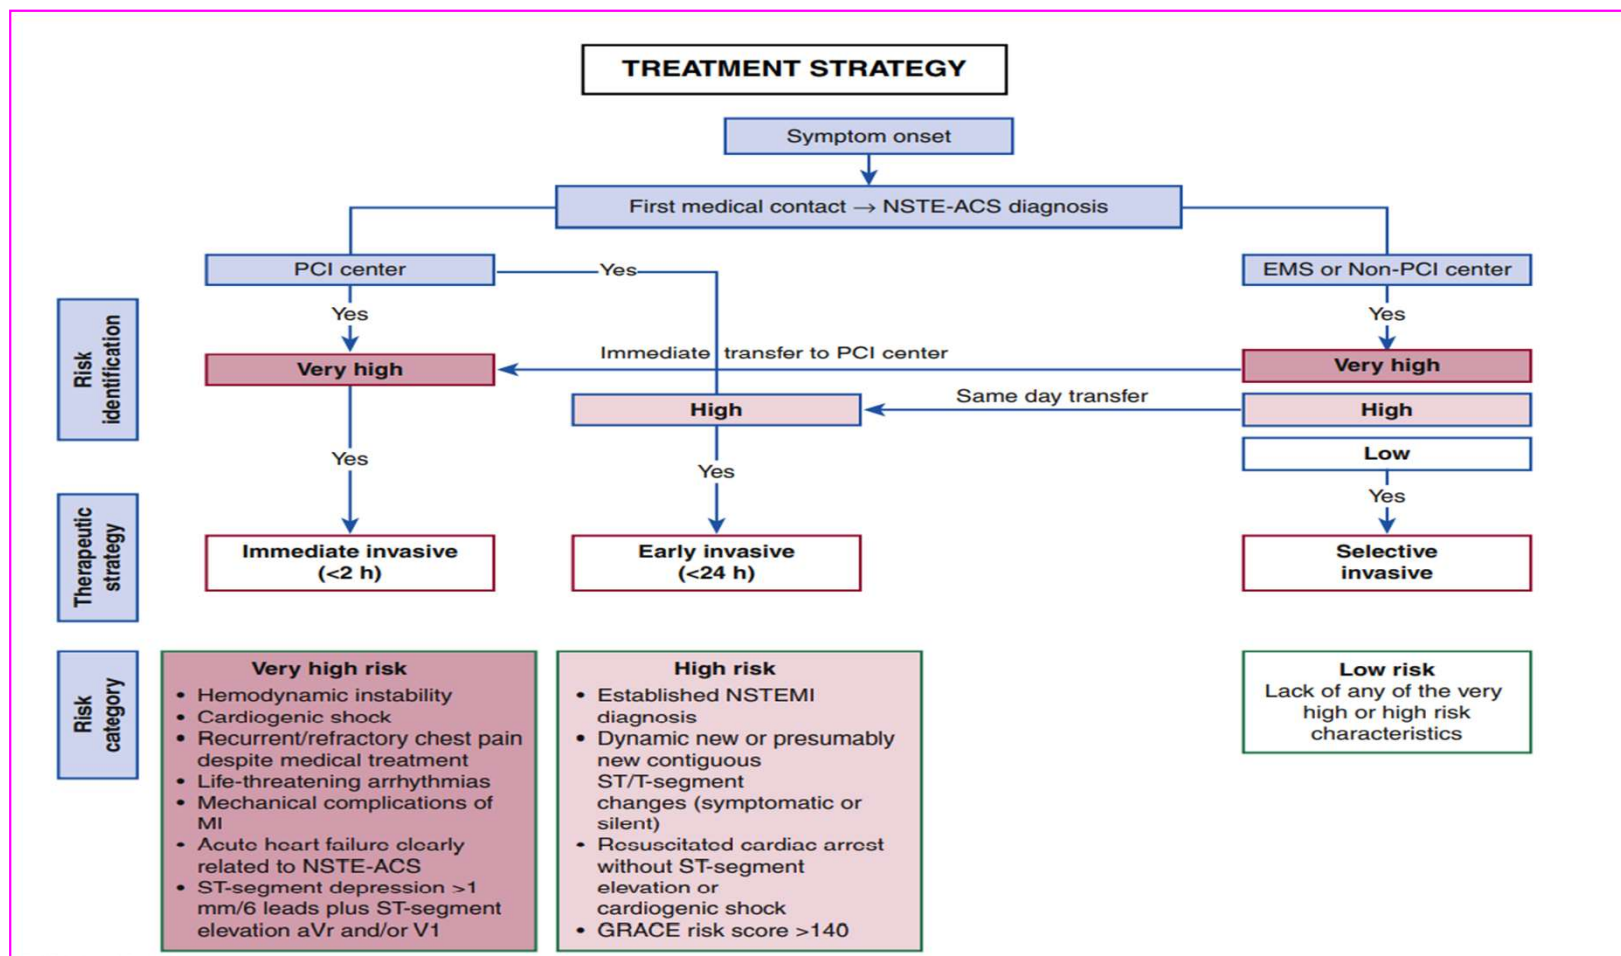 TREATMENT STRATEGY
Symptom onset
First medical contact → NSTE-ACS diagnosis
PCI center
Yes
EMS or Non-PCI center
Yes
Yes
Risk
identification
Very high
Immediate transfer to PCI center
Very high
High
Same day transfer
High
Low
Yes
Yes
Yes
Therapeutic
strategy
Immediate invasive
(<2 h)
Early invasive
(<24 h)
Selective
invasive
Risk
category
Very high risk
• Hemodynamic instability
• Cardiogenic shock
• Recurrent/refractory chest pain
despite medical treatment
• Life-threatening arrhythmias
• Mechanical complications of
MI
• Acute heart failure clearly
related to NSTE-ACS
• ST-segment depression >1
mm/6 leads plus ST-segment
elevation aVr and/or V1
High risk
• Established NSTEMI
diagnosis
• Dynamic new or presumably
new contiguous
ST/T-segment
changes (symptomatic or
silent)
• Resuscitated cardiac arrest
without ST-segment
elevation or
cardiogenic shock
• GRACE risk score >140
Low risk
Lack of any of the very
high or high risk
characteristics